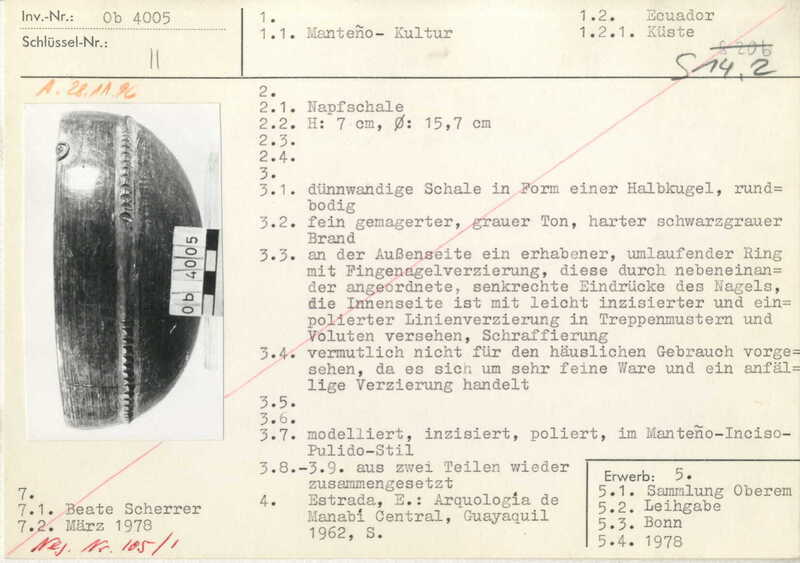 Inv.-Nr.: Ob 4005
Schlüssel-Nr.:
II
1.
1.1. Manteño- Kultur
1.2. Ecuador
1.2.1. Küste
S 20b
S 14,2
A. 28.11.96
Ob 4005
2.
2.1. Napfschale
2.2. H: 7 cm, Ø: 15,7 cm
2.3.
2.4.
3.
3.1. dünnwandige Schale in Form einer Halbkugel, rund=
bodig
3.2. fein gemagerter, grauer Ton, harter schwarzgrauer
Brand
3.3. an der Außenseite ein erhabener, umlaufender Ring
mit Fingenagelverzierung, diese durch nebeneinan=
der angeordnete, senkrechte Eindrücke des Nagels,
die Innenseite ist mit leicht inzisierter und ein=
polierter Linienverzierung in Treppenmustern und
Voluten versehen, Schraffierung
3.4. vermutlich nicht für den häuslichen Gebrauch vorge=
sehen, da es sich um sehr feine Ware und ein anfäl=
lige Verzierung handelt
3.5.
3.6.
3.7. modelliert, inzisiert, poliert, im Manteño-Inciso-
Pulido-Stil
3.8.-3.9. aus zwei Teilen wieder
zusammengesetzt
4. Estrada, E.: Arquología de
Manabí Central, Guayaquil
1962, S.
Erwerb: 5.
5.1. Sammlung Oberem
5.2. Leihgabe
5.3. Bonn
5.4. 1978
7.
7.1. Beate Scherrer
7.2. März 1978
Neg. Nr. 105/1